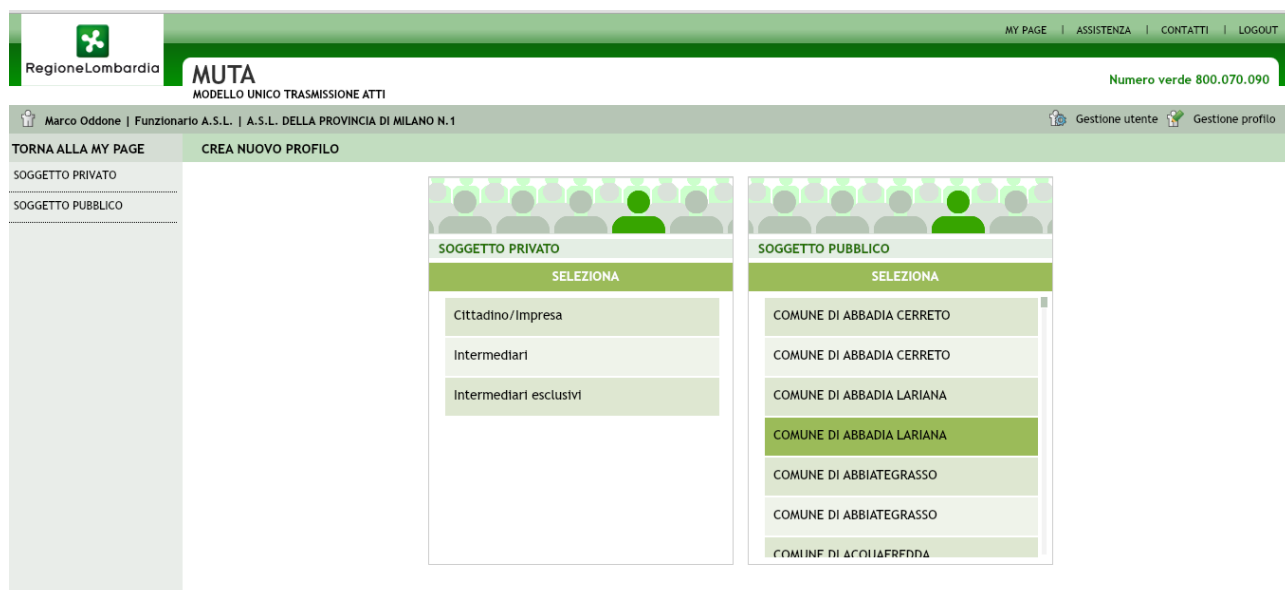 MY PAGE | ASSISTENZA | CONTATTI | LOGOUT
RegioneLombardia
MUTA
MODELLO UNICO TRASMISSIONE ATTI
Numero verde 800.070.090
Marco Oddone | Funzionario A.S.L. | A.S.L. DELLA PROVINCIA DI MILANO N.1
Gestione utente Gestione profilo
TORNA ALLA MY PAGE
CREA NUOVO PROFILO
SOGGETTO PRIVATO
SOGGETTO PUBBLICO
SOGGETTO PRIVATO
SELEZIONA
Cittadino/Impresa
Intermediari
Intermediari esclusivi
SOGGETTO PUBBLICO
SELEZIONA
COMUNE DI ABBADIA CERRETO
COMUNE DI ABBADIA CERRETO
COMUNE DI ABBADIA LARIANA
COMUNE DI ABBADIA LARIANA
COMUNE DI ABBIATEGRASSO
COMUNE DI ABBIATEGRASSO
COMUNE DI ACQUAFREDDA